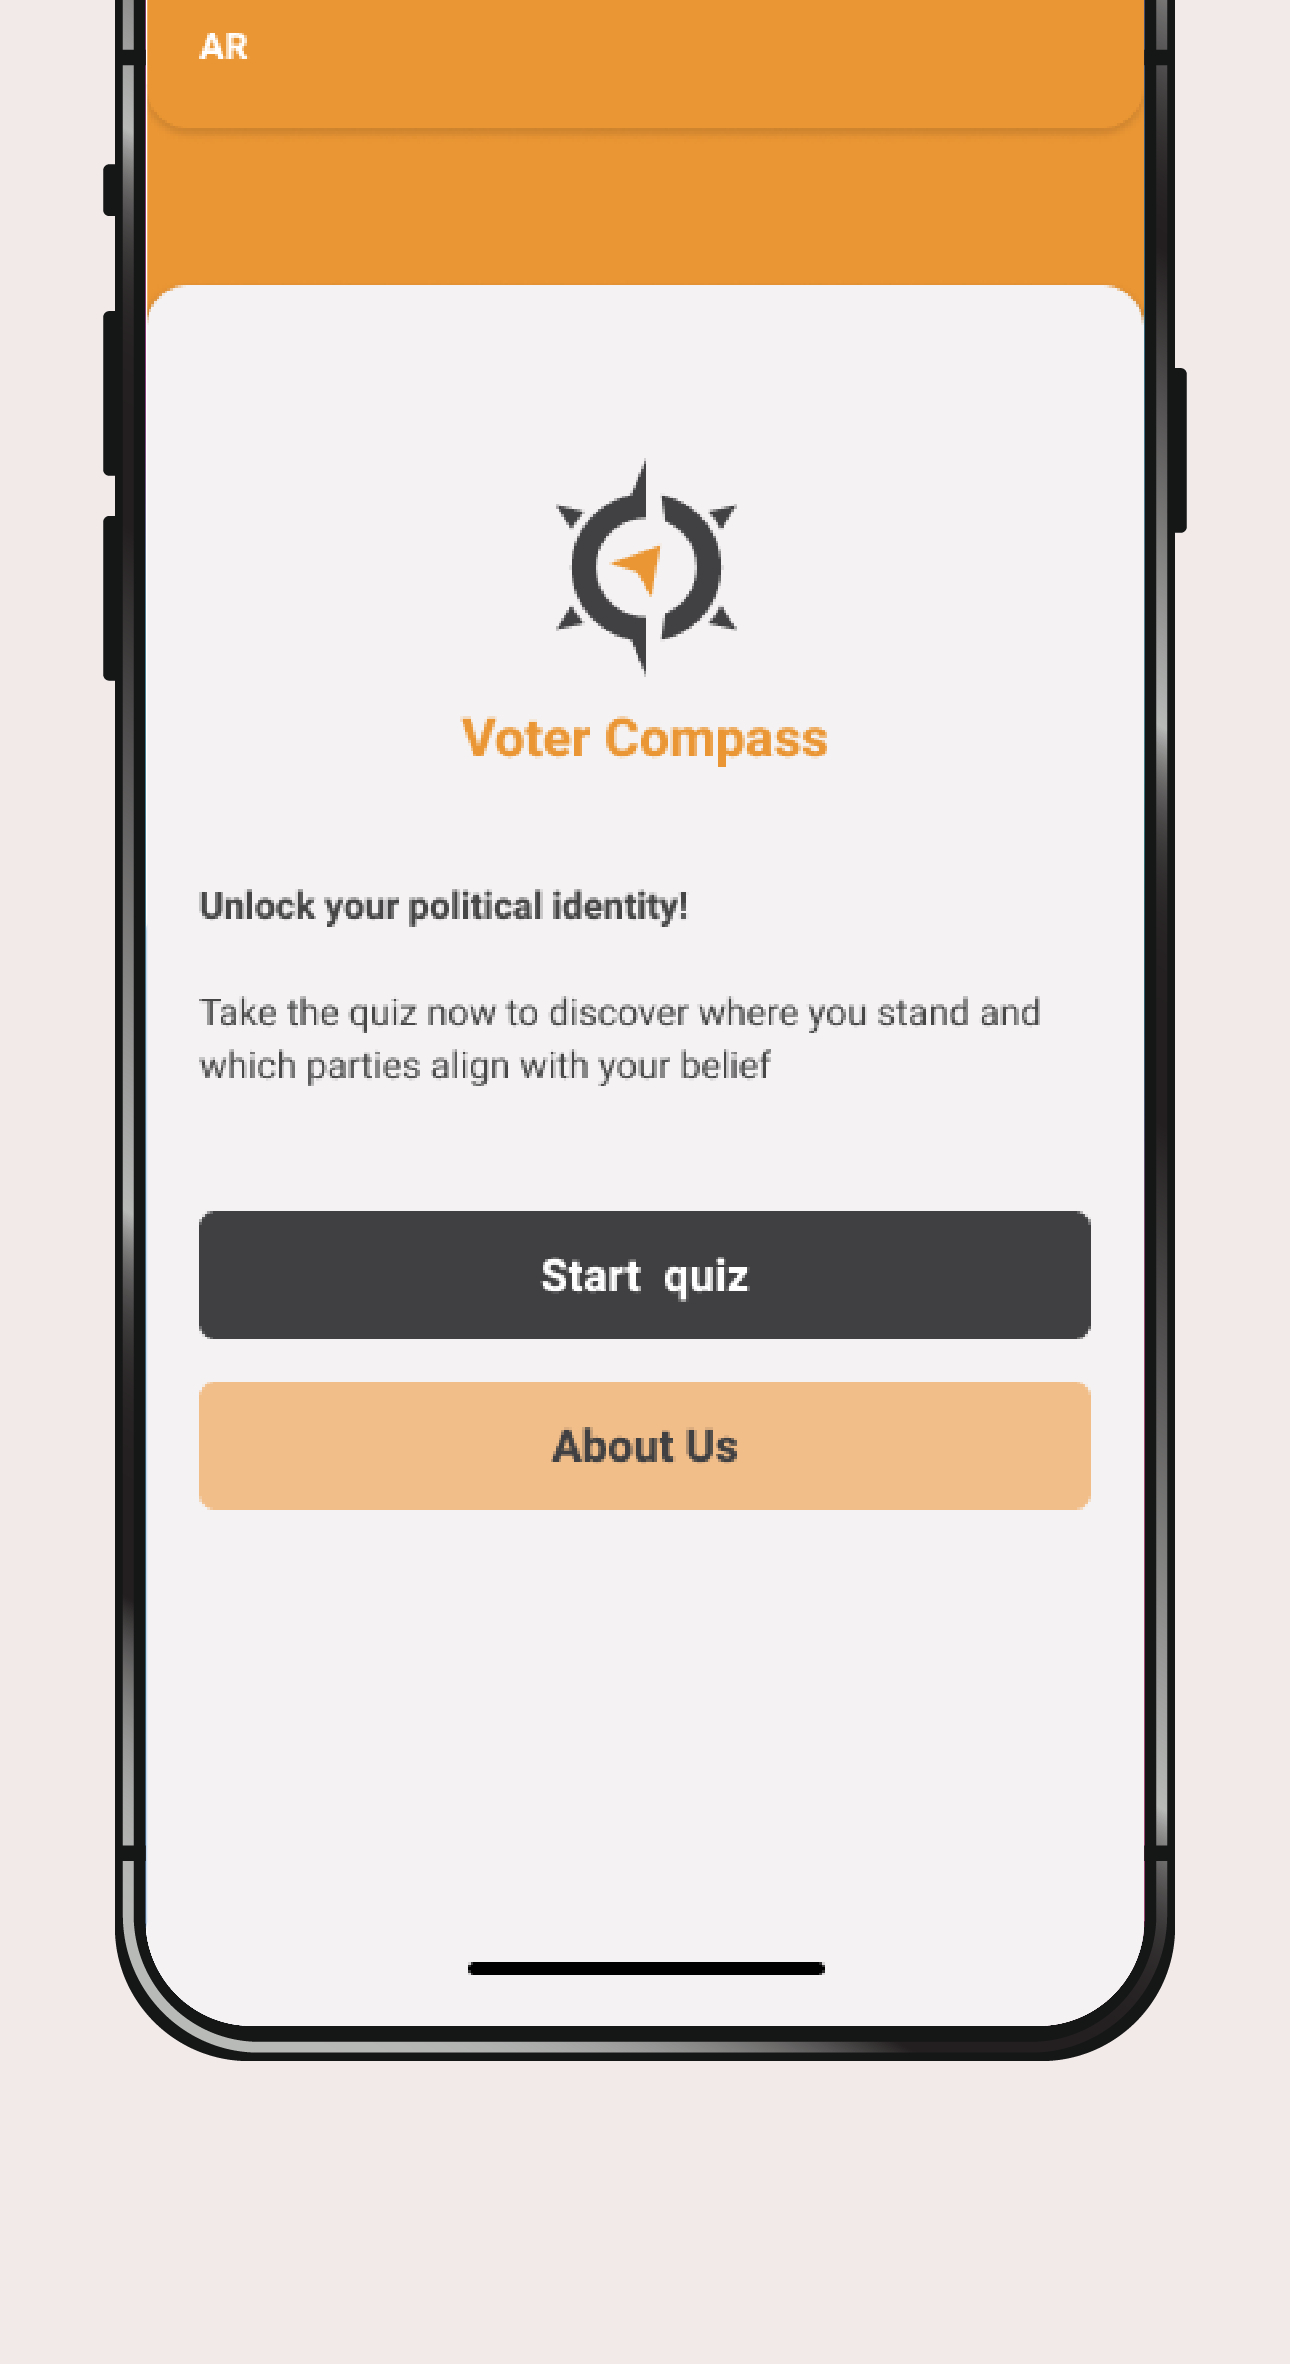 AR
Voter Compass
Unlock your political identity!
Take the quiz now to discover where you stand and
which parties align with your belief
Start quiz
About Us